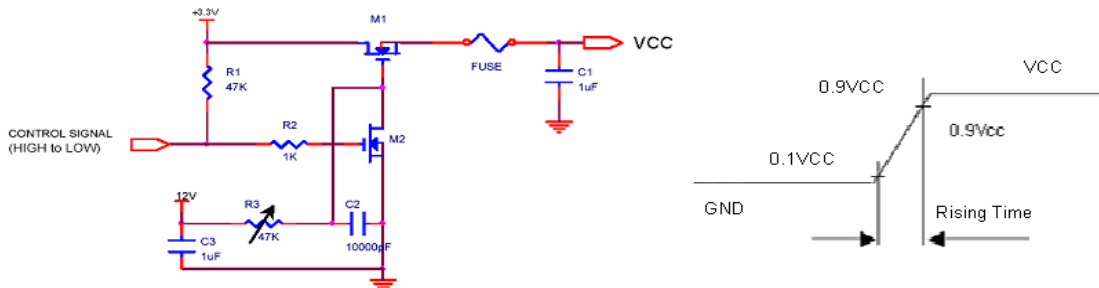 +3.3V
M1
VCC
FUSE
R1
47K
C1
1uF
CONTROL SIGNAL
(HIGH to LOW)
R2
1K
M2
12V
R3
47K
C2
10000pF
C3
1uF
VCC
0.9VCC
0.9Vcc
0.1VCC
GND
Rising Time